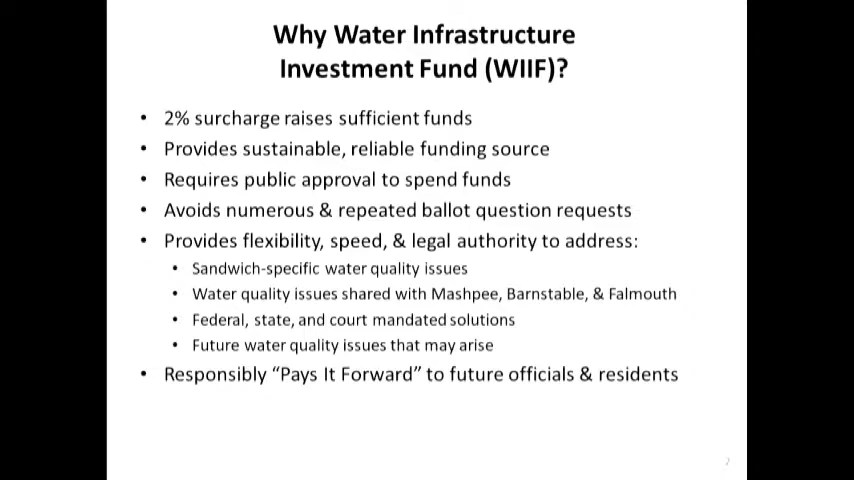 Why Water Infrastructure
Investment Fund (WIIF)?
• 2% surcharge raises sufficient funds
• Provides sustainable, reliable funding source
• Requires public approval to spend funds
• Avoids numerous & repeated ballot question requests
• Provides flexibility, speed, & legal authority to address:
• Sandwich-specific water quality issues
• Water quality issues shared with Mashpee, Barnstable, & Falmouth
• Federal, state, and court mandated solutions
• Future water quality issues that may arise
• Responsibly “Pays It Forward” to future officials & residents